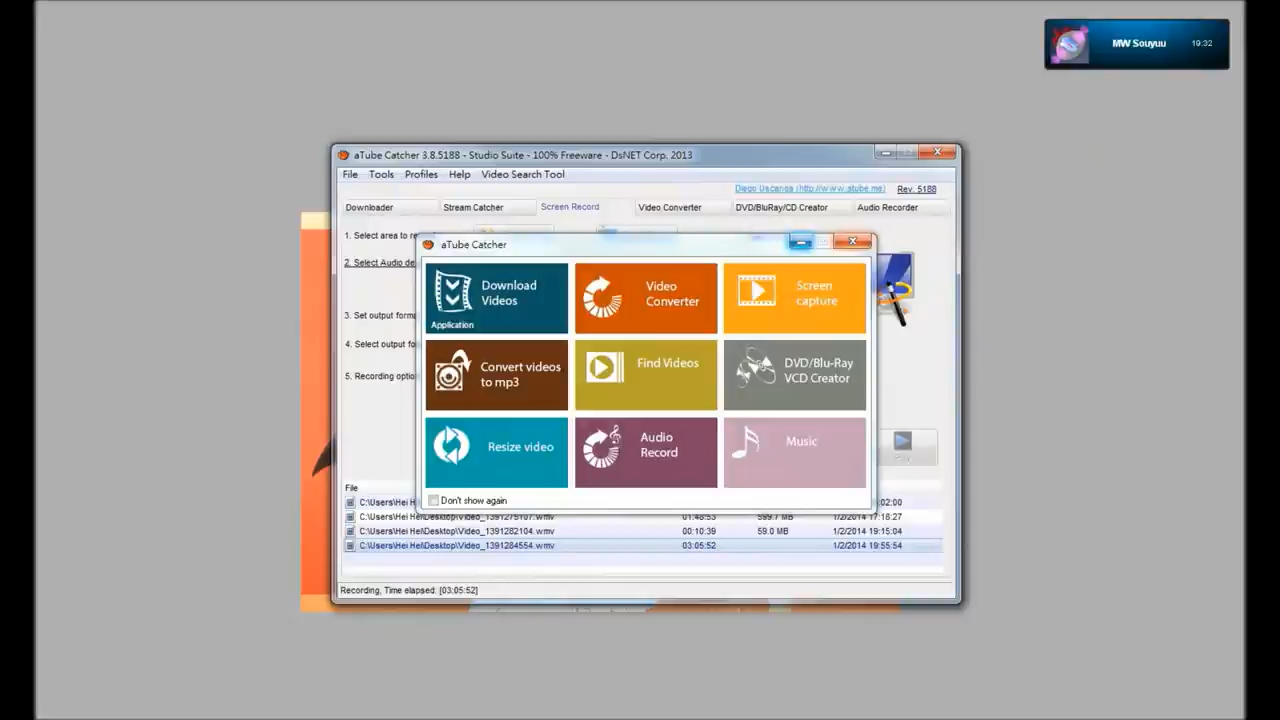 MW Souyuu 19:32
aTube Catcher 3.8.5188 - Studio Suite - 100% Freeware - DsNET Corp. 2013
File Tools Profiles Help Video Search Tool
Diego Uscanga (http://www.atube.me) Rev. 5188
Downloader Stream Catcher Screen Record Video Converter DVD/BluRay/CD Creator Audio Recorder
1. Select area to re
2. Select Audio de
3. Set output form
4. Select output fo
5. Recording optio
aTube Catcher
Download
Videos
Application
Video
Converter
Screen
capture
Convert videos
to mp3
Find Videos
DVD/Blu-Ray
VCD Creator
Resize video
Audio
Record
Music
Don't show again
File
C:\Users\Hei Hei :02:00
C:\Users\Hei Hei\Desktop\Video_1391275107.wmv 01:48:53 599.7 MB 1/2/2014 17:18:27
C:\Users\Hei Hei\Desktop\Video_1391282104.wmv 00:10:39 59.0 MB 1/2/2014 19:15:04
C:\Users\Hei Hei\Desktop\Video_1391284554.wmv 03:05:52 1/2/2014 19:55:54
Recording, Time elapsed: [03:05:52]